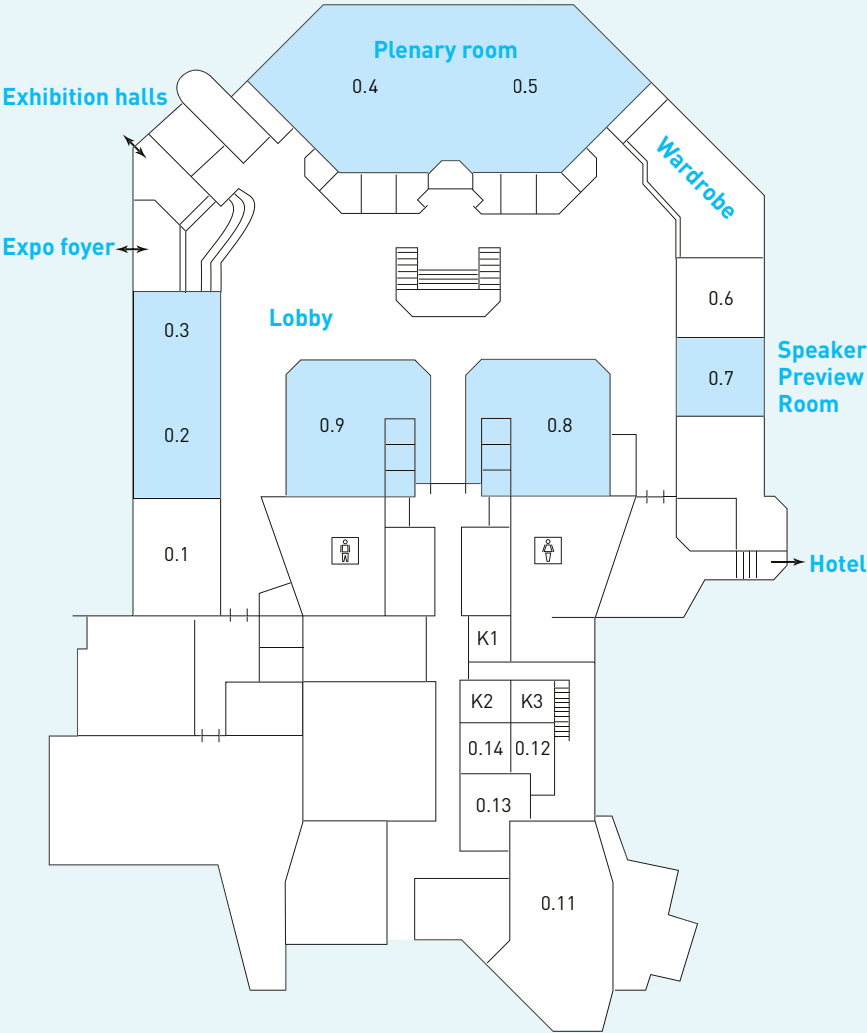 Plenary room
0.4 0.5
Exhibition halls
Wardrobe
Expo foyer
0.6
Lobby
0.3
Speaker
Preview
Room
0.7
0.2
0.9
0.8
0.1
Hotel
K1
K2 K3
0.14 0.12
0.13
0.11